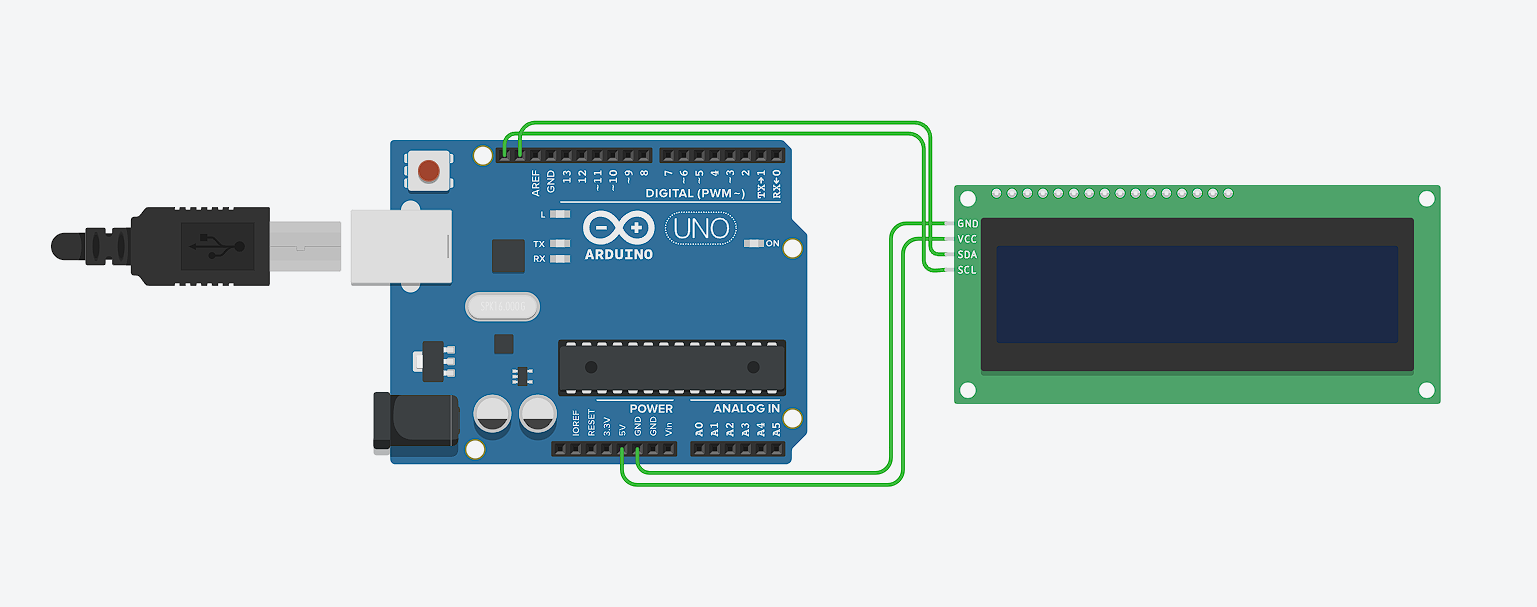 AREF
GND
13
12
~11
~10
~9
8
7
~6
~5
4
~3
2
TX→1
RX←0
DIGITAL (PWM~)
L
TX
RX
ARDUINO
UNO
ON
GND
VCC
SDA
SCL
POWER
ANALOG IN
IOREF
RESET
3.3V
5V
GND
GND
Vin
A0
A1
A2
A3
A4
A5